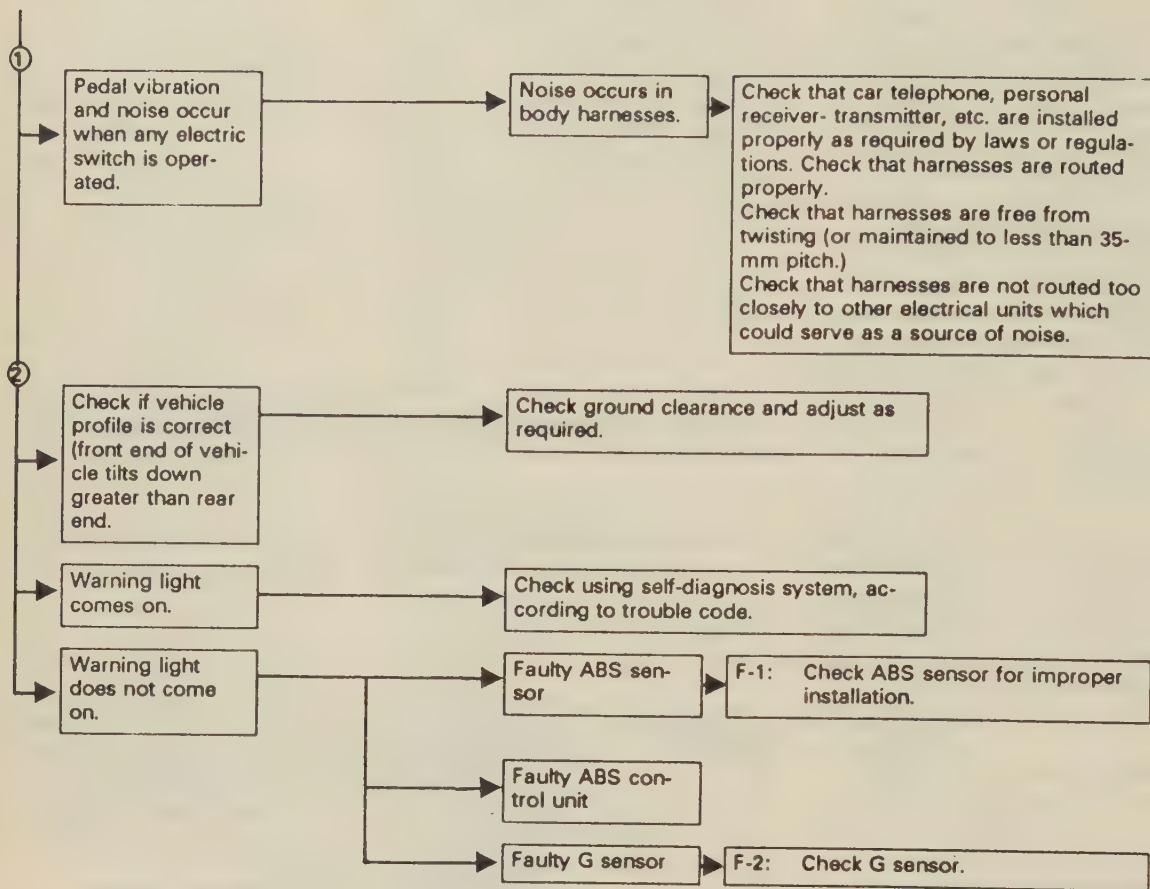 1
Pedal vibration
and noise occur
when any electric
switch is oper-
ated.
Noise occurs in
body harnesses.
Check that car telephone, personal
receiver- transmitter, etc. are installed
properly as required by laws or regula-
tions. Check that harnesses are routed
properly.
Check that harnesses are free from
twisting (or maintained to less than 35-
mm pitch.)
Check that harnesses are not routed too
closely to other electrical units which
could serve as a source of noise.
2
Check if vehicle
profile is correct
(front end of vehi-
cle tilts down
greater than rear
end.
Check ground clearance and adjust as
required.
Warning light
comes on.
Check using self-diagnosis system, ac-
cording to trouble code.
Warning light
does not come
on.
Faulty ABS sen-
sor
F-1: Check ABS sensor for improper
installation.
Faulty ABS con-
trol unit
Faulty G sensor
F-2: Check G sensor.